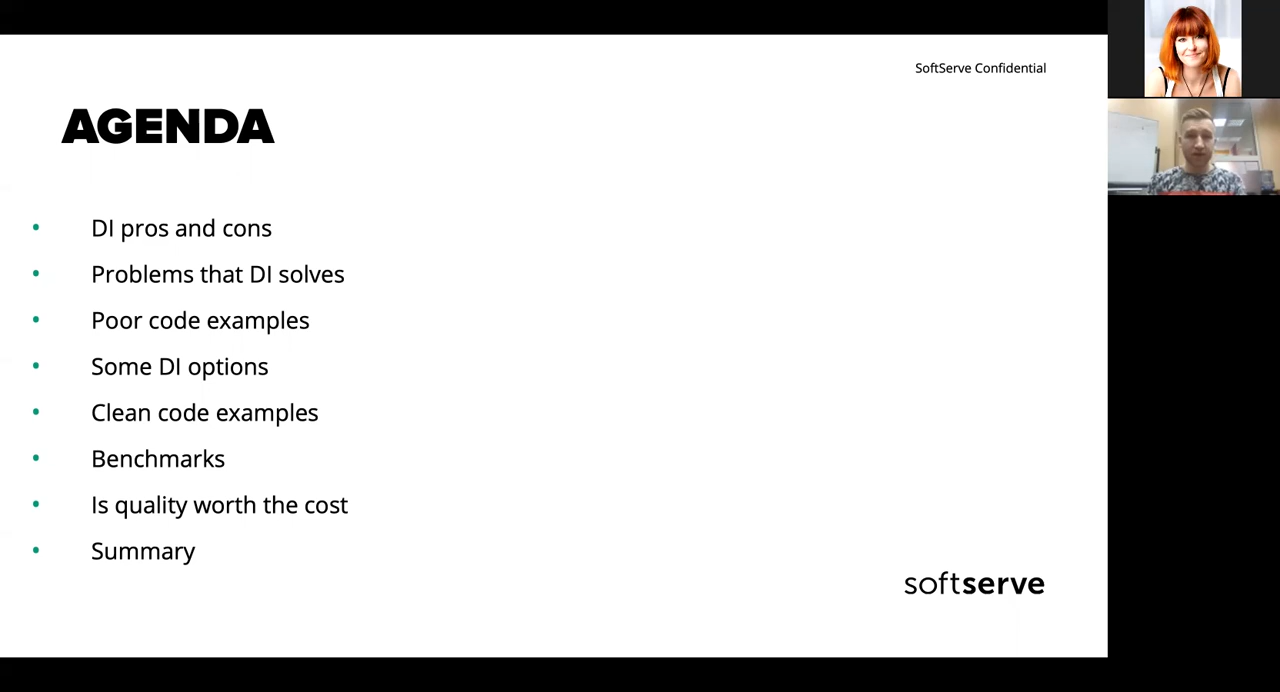 SoftServe Confidential
AGENDA
• DI pros and cons
• Problems that DI solves
• Poor code examples
• Some DI options
• Clean code examples
• Benchmarks
• Is quality worth the cost
• Summary
softserve